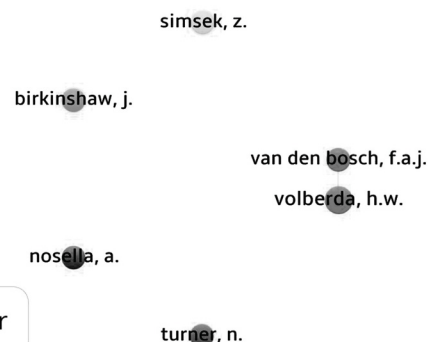 simsek, z.
birkinshaw, j.
van den bosch, f.a.j.
volberda, h.w.
nosella, a.
r
turner, n.